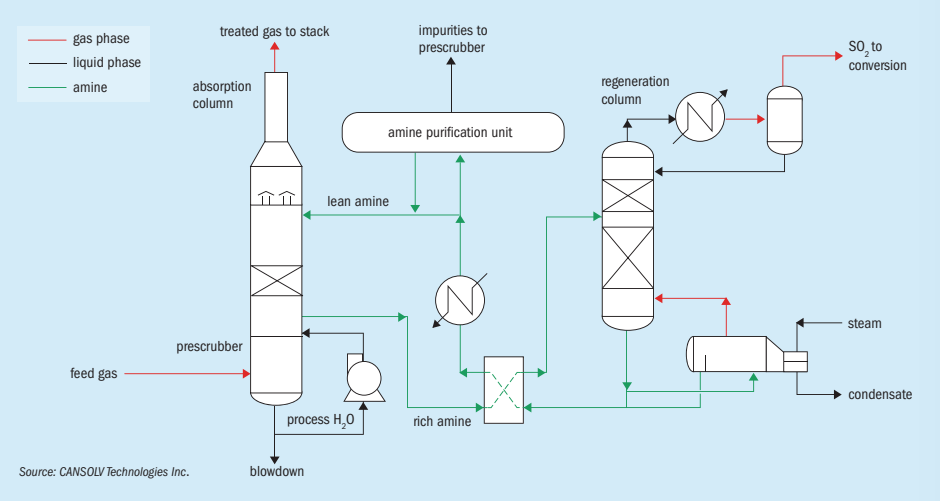 gas phase
liquid phase
amine
treated gas to stack
absorption
column
impurities to
prescrubber
amine purification unit
regeneration
column
SO₂ to
conversion
lean amine
prescrubber
feed gas
process H₂O
rich amine
blowdown
steam
condensate
Source: CANSOLV Technologies Inc.